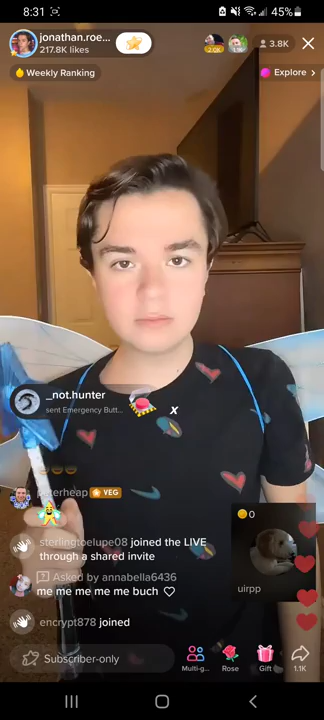 8:31
45%
jonathan.roe...
217.8K likes
2.0K
3.8K
Weekly Ranking
Explore >
_not.hunter
sent Emergency Butt...
x
peterheap VEG
sterlingtoelupe08 joined the LIVE
through a shared invite
Asked by annabella6436
me me me me me buch ♡
0
uirpp
encrypt878 joined
Subscriber-only
Multi-g...
Rose
Gift
1.1K